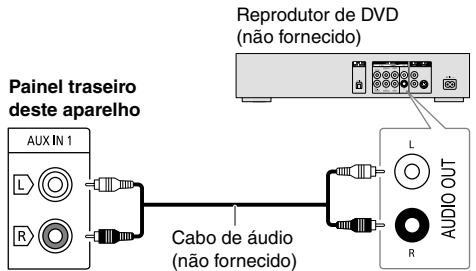 Reprodutor de DVD
(não fornecido)
Painel traseiro
deste aparelho
AUX IN 1
L
R
L
AUDIO OUT
R
Cabo de áudio
(não fornecido)